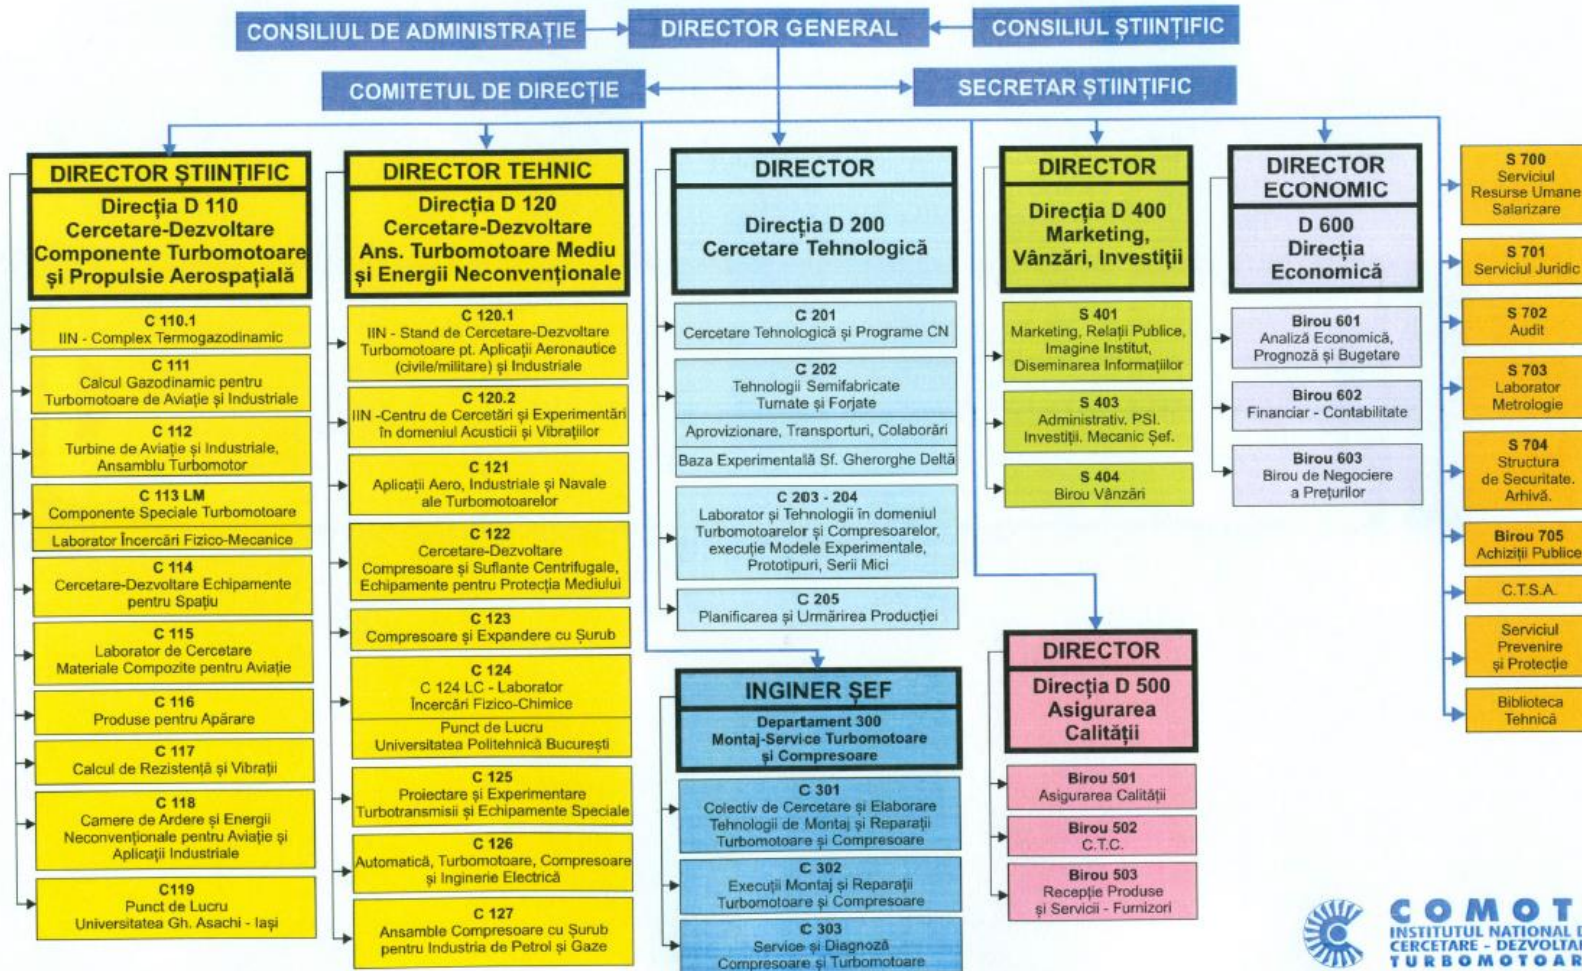 CONSILIUL DE ADMINISTRAȚIE
DIRECTOR GENERAL
CONSILIUL ȘTIINȚIFIC
COMITETUL DE DIRECȚIE
SECRETAR ȘTIINȚIFIC
DIRECTOR ȘTIINȚIFIC
Direcția D 110
Cercetare-Dezvoltare
Componente Turbomotoare
și Propulsie Aerospațială
C 110.1
IIN - Complex Termogazodinamic
C 111
Calcul Gazodinamic pentru
Turbomotoare de Aviație și Industriale
C 112
Turbine de Aviație și Industriale,
Ansamblu Turbomotor
C 113 LM
Componente Speciale Turbomotoare
Laborator Încercări Fizico-Mecanice
C 114
Cercetare-Dezvoltare Echipamente
pentru Spațiu
C 115
Laborator de Cercetare
Materiale Compozite pentru Aviație
C 116
Produse pentru Apărare
C 117
Calcul de Rezistență și Vibrații
C 118
Camere de Ardere și Energii
Neconvenționale pentru Aviație și
Aplicații Industriale
C119
Punct de Lucru
Universitatea Gh. Asachi - Iași
DIRECTOR TEHNIC
Direcția D 120
Cercetare-Dezvoltare
Ans. Turbomotoare Mediu
și Energii Neconvenționale
C 120.1
IIN - Stand de Cercetare-Dezvoltare
Turbomotoare pt. Aplicații Aeronautice
(civile/militare) și Industriale
C 120.2
IIN -Centru de Cercetări și Experimentări
în domeniul Acusticii și Vibrațiilor
C 121
Aplicații Aero, Industriale și Navale
ale Turbomotoarelor
C 122
Cercetare-Dezvoltare
Compresoare și Suflante Centrifugale,
Echipamente pentru Protecția Mediului
C 123
Compresoare și Expandere cu Șurub
C 124
C 124 LC - Laborator
Încercări Fizico-Chimice
Punct de Lucru
Universitatea Politehnică București
C 125
Proiectare și Experimentare
Turbotransmisii și Echipamente Speciale
C 126
Automatică, Turbomotoare, Compresoare
și Inginerie Electrică
C 127
Ansamble Compresoare cu Șurub
pentru Industria de Petrol și Gaze
DIRECTOR
Direcția D 200
Cercetare Tehnologică
C 201
Cercetare Tehnologică și Programe CN
C 202
Tehnologii Semifabricate
Turnate și Forjate
Aprovizionare, Transporturi, Colaborări
Baza Experimentală Sf. Gherorghe Deltă
C 203 - 204
Laborator și Tehnologii în domeniul
Turbomotoarelor și Compresoarelor,
execuție Modele Experimentale,
Prototipuri, Serii Mici
C 205
Planificarea și Urmărirea Producției
INGINER ȘEF
Departament 300
Montaj-Service Turbomotoare
și Compresoare
C 301
Colectiv de Cercetare și Elaborare
Tehnologii de Montaj și Reparații
Turbomotoare și Compresoare
C 302
Execuții Montaj și Reparații
Turbomotoare și Compresoare
C 303
Service și Diagnoză
Compresoare și Turbomotoare
DIRECTOR
Direcția D 400
Marketing,
Vânzări, Investiții
S 401
Marketing, Relații Publice,
Imagine Institut,
Diseminarea Informațiilor
S 403
Administrativ. PSI.
Investiții, Mecanic Șef.
S 404
Birou Vânzări
DIRECTOR
Direcția D 500
Asigurarea
Calității
Birou 501
Asigurarea Calității
Birou 502
C.T.C.
Birou 503
Recepție Produse
și Servicii - Furnizori
DIRECTOR
ECONOMIC
D 600
Direcția
Economică
Birou 601
Analiză Economică,
Prognoză și Bugetare
Birou 602
Financiar - Contabilitate
Birou 603
Birou de Negociere
a Prețurilor
S 700
Serviciul
Resurse Umane
Salarizare
S 701
Serviciul Juridic
S 702
Audit
S 703
Laborator
Metrologie
S 704
Structura
de Securitate.
Arhivă.
Birou 705
Achiziții Publice
C.T.S.A.
Serviciul
Prevenire
și Protecție
Biblioteca
Tehnică
COMOT
INSTITUTUL NATIONAL D
CERCETARE - DEZVOLTAR
TURBOMOTOAR